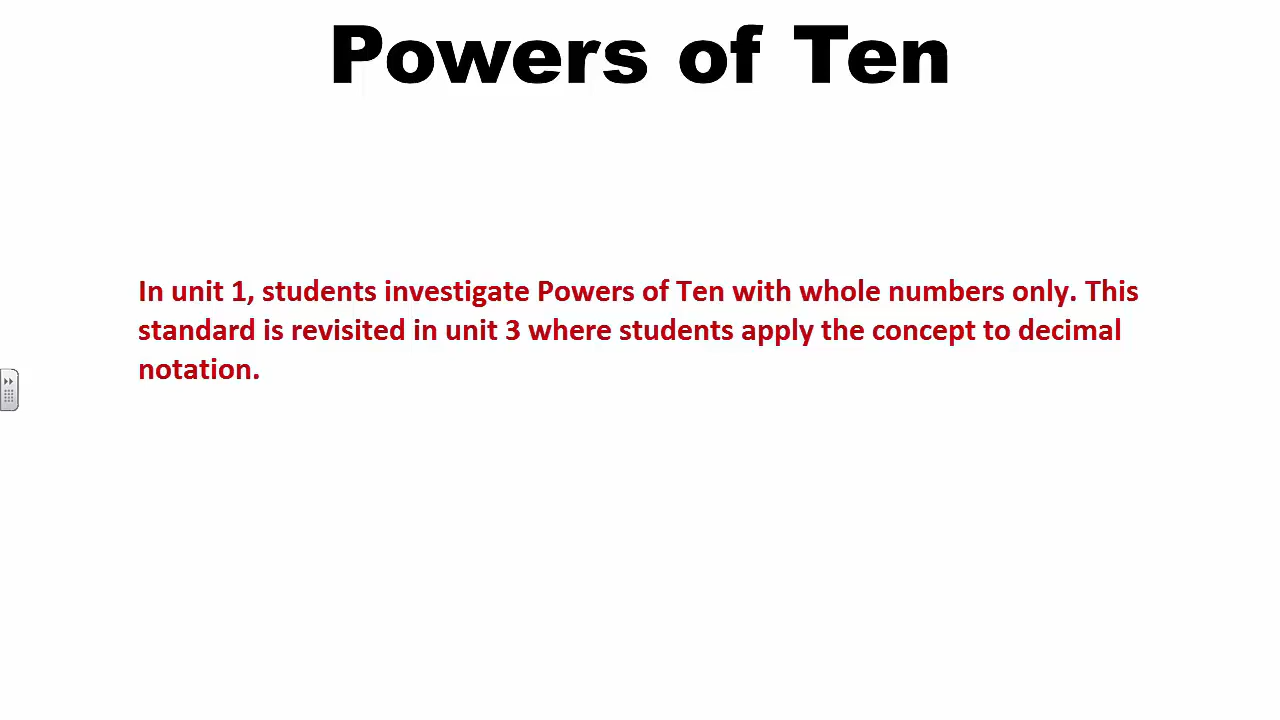 Powers of Ten
In unit 1, students investigate Powers of Ten with whole numbers only. This
standard is revisited in unit 3 where students apply the concept to decimal
notation.